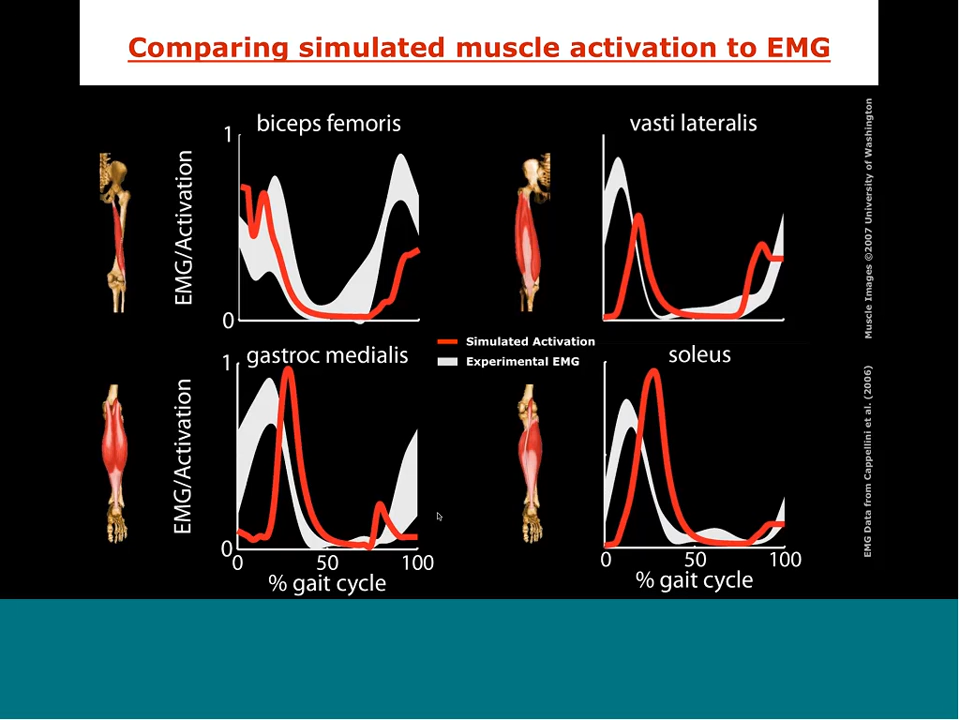 Comparing simulated muscle activation to EMG
biceps femoris
vasti lateralis
1
EMG/Activation
0
Simulated Activation
Experimental EMG
gastroc medialis
soleus
1
EMG/Activation
0
0 50 100
% gait cycle
0 50 100
% gait cycle
Muscle Images ©2007 University of Washington
EMG Data from Cappellini et al. (2006)